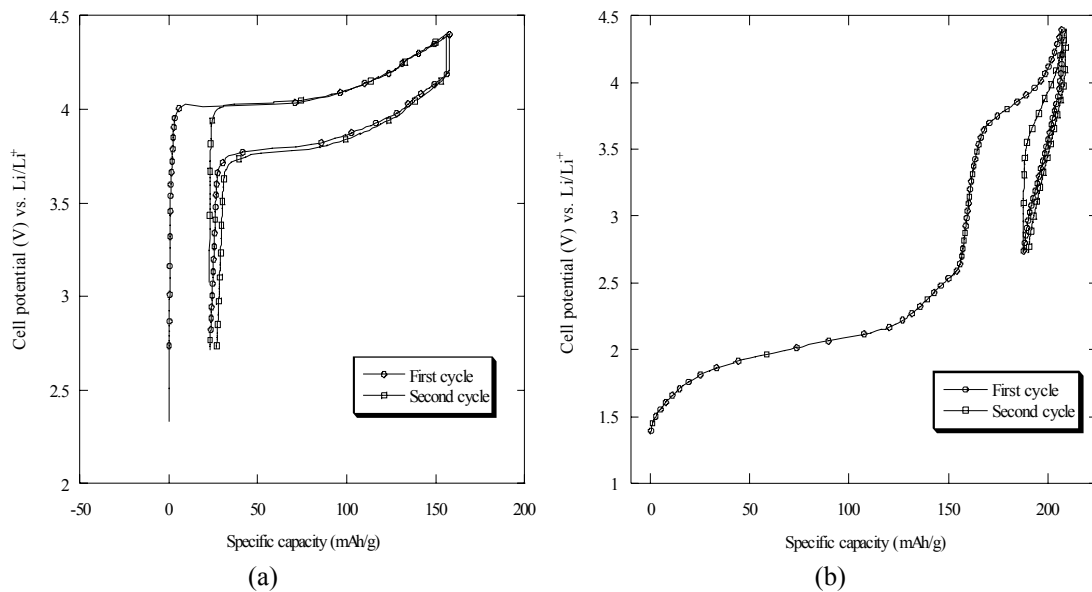 4.5
4
3.5
3
2.5
2
Cell potential (V) vs. Li/Li+
First cycle
Second cycle
-50 0 50 100 150 200
Specific capacity (mAh/g)
(a)
4.5
4
3.5
3
2.5
2
1.5
1
Cell potential (V) vs. Li/Li+
First cycle
Second cycle
0 50 100 150 200
Specific capacity (mAh/g)
(b)